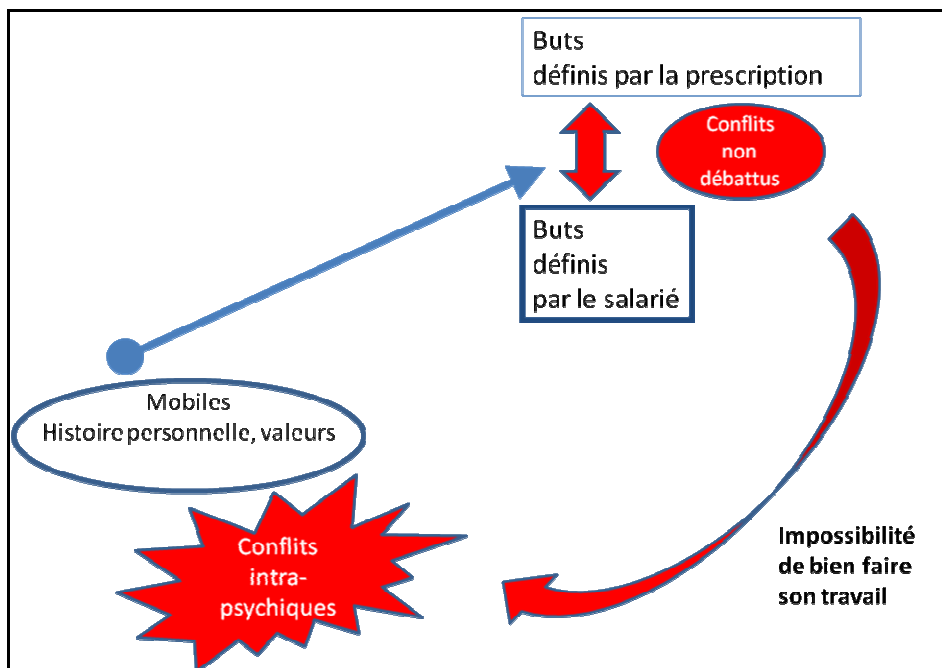 Buts
définis par la prescription
Conflits
non
débattus
Buts
définis
par le salarié
Mobiles
Histoire personnelle, valeurs
Conflits
intra-
psychiques
Impossibilité
de bien faire
son travail